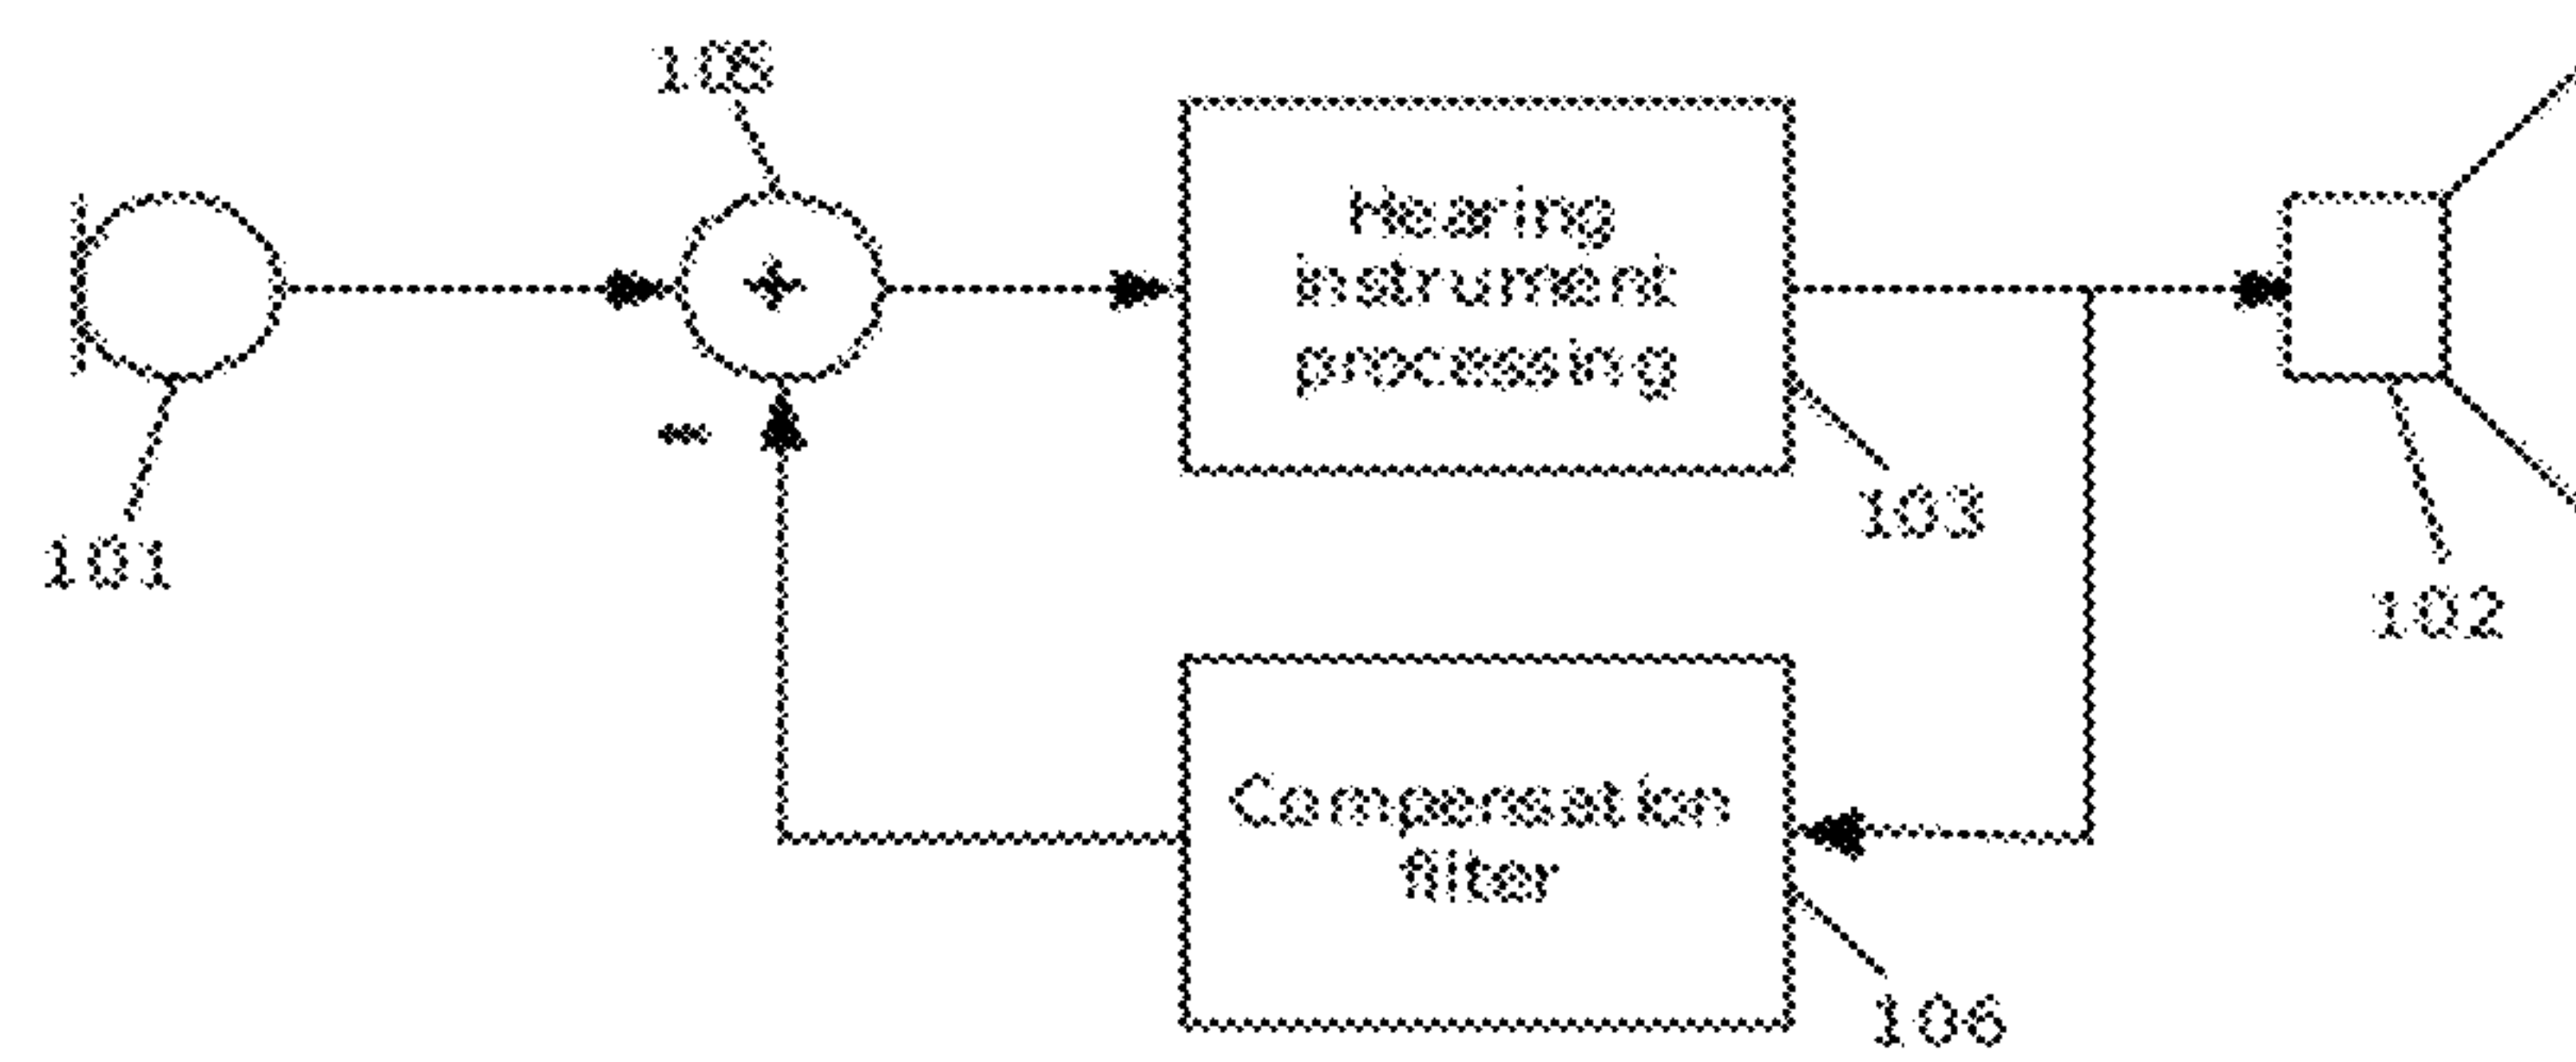 +
Hearing
instrument
processing
-
103
101
102
Compensation
filter
106